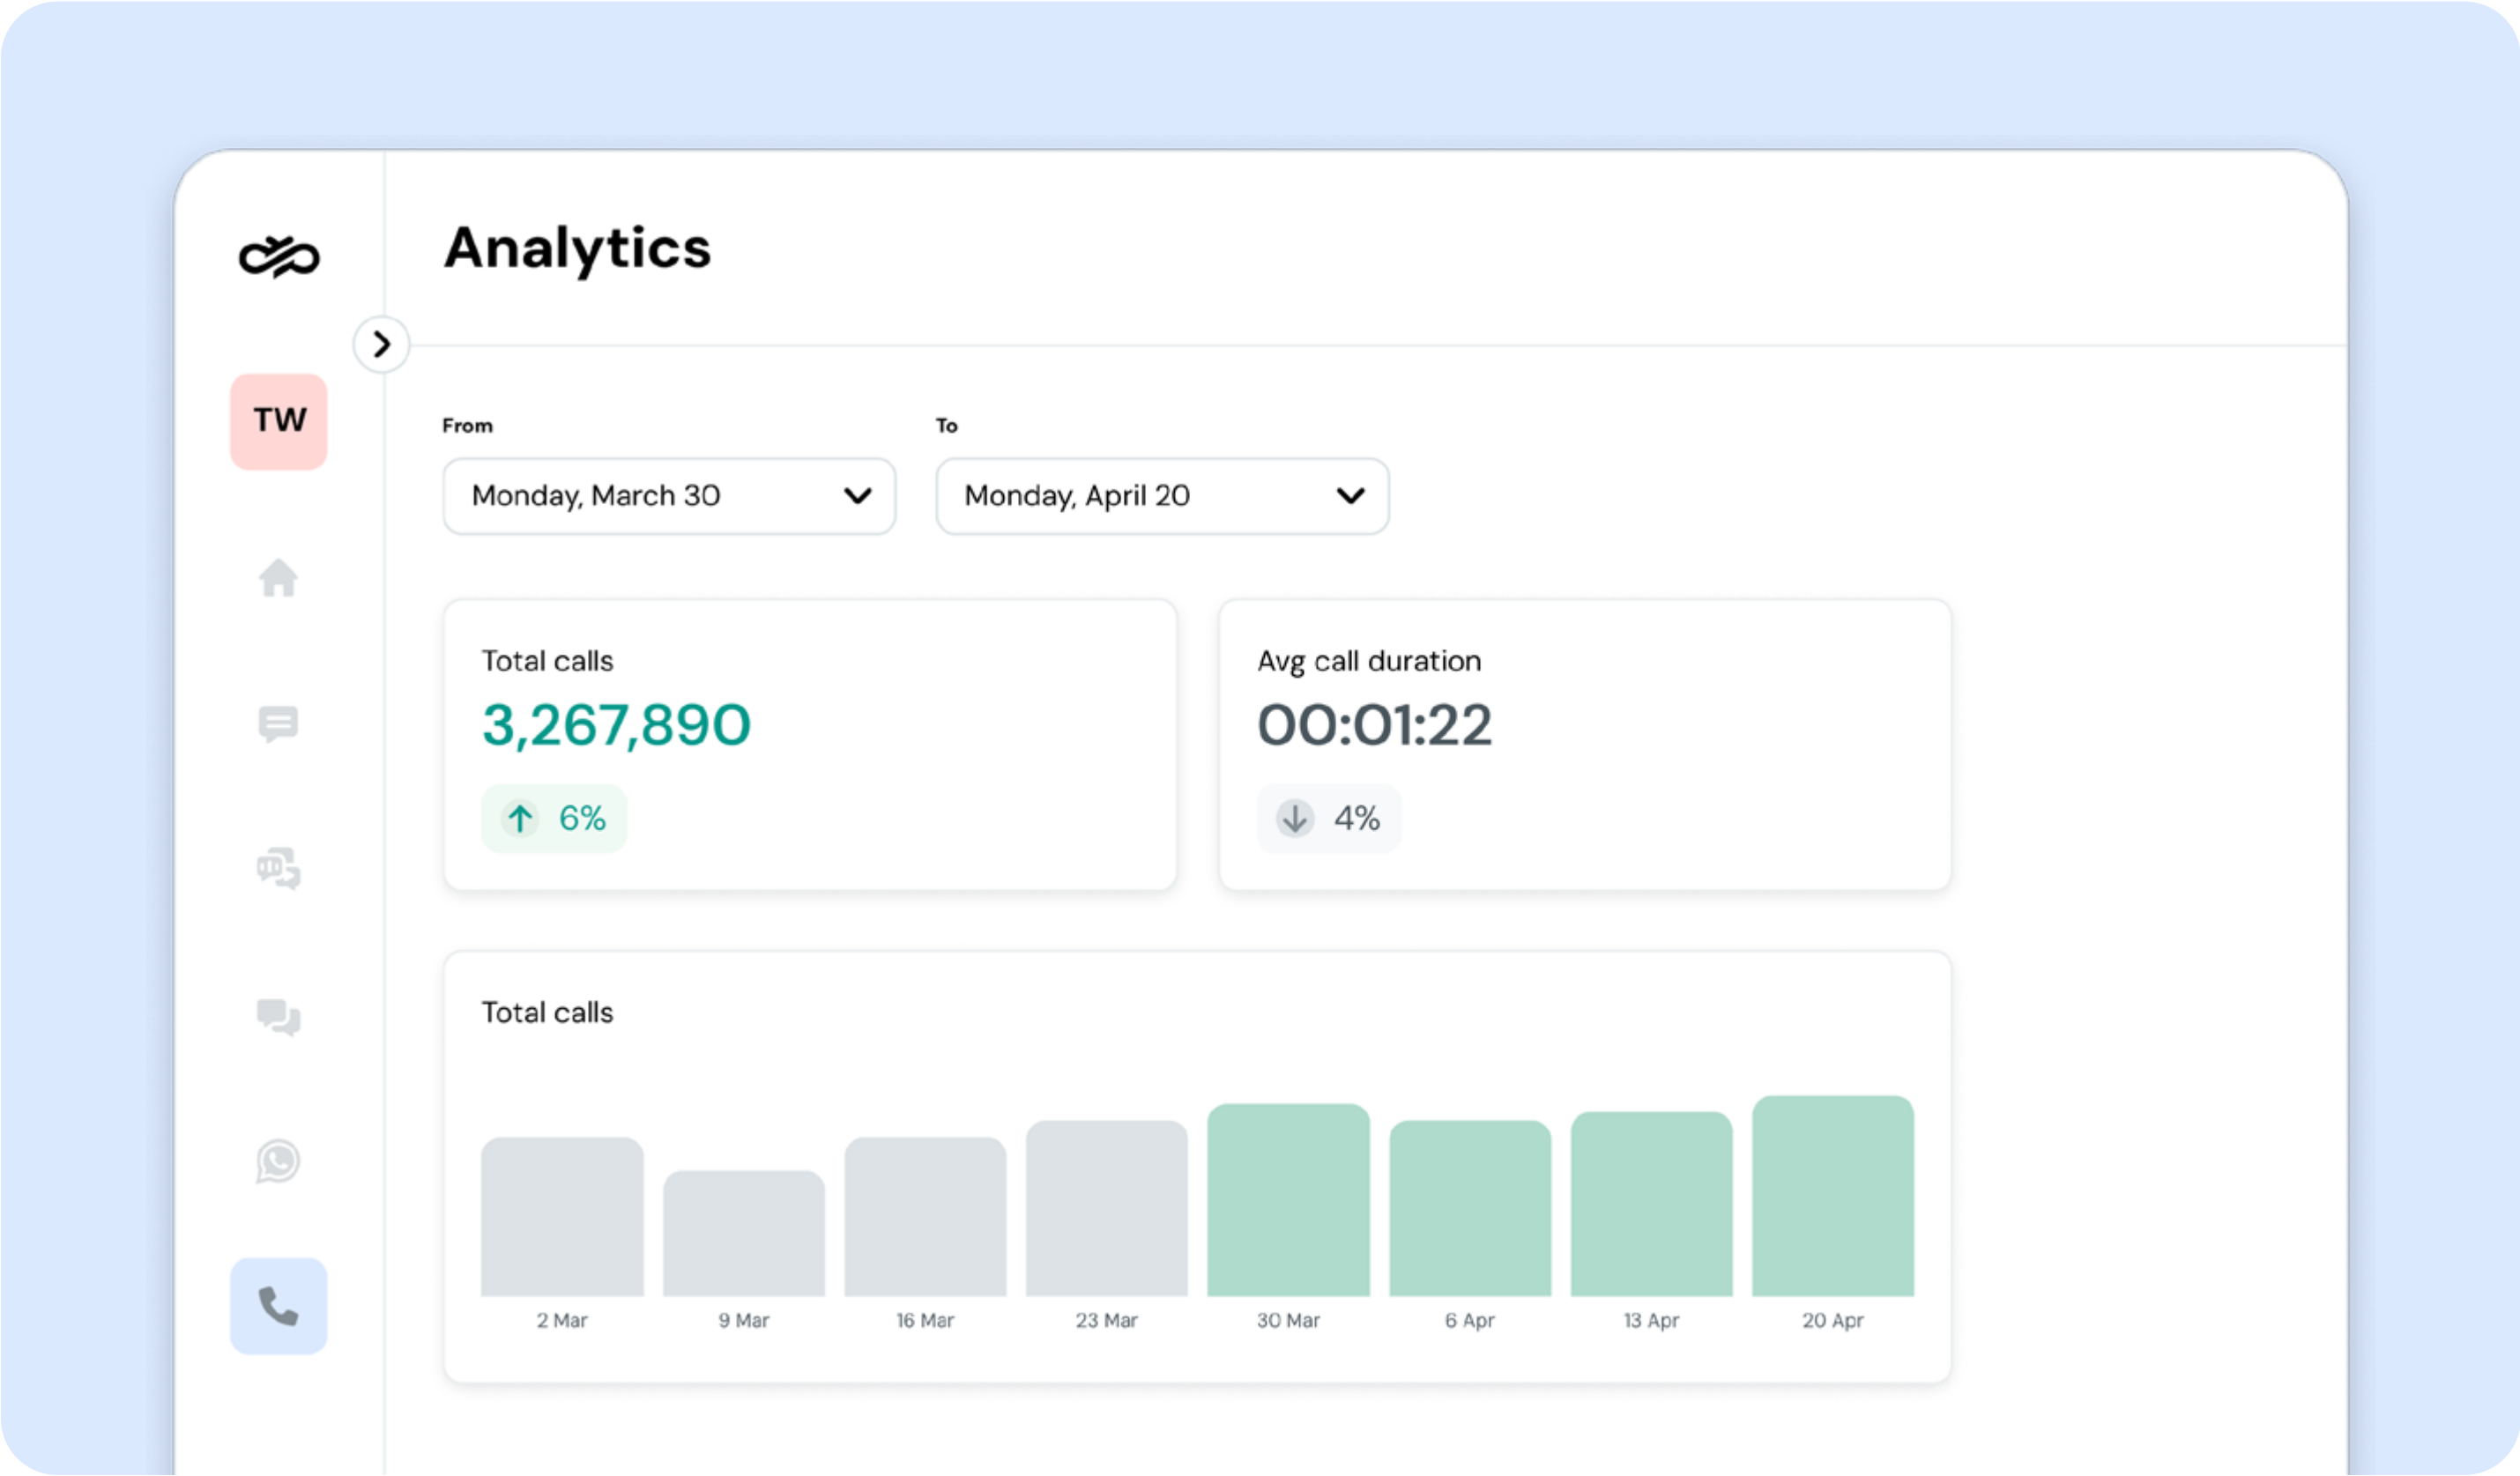 Analytics
TW
From
To
Monday, March 30
Monday, April 20
Total calls
3,267,890
6%
Avg call duration
00:01:22
4%
Total calls
2 Mar
9 Mar
16 Mar
23 Mar
30 Mar
6 Apr
13 Apr
20 Apr